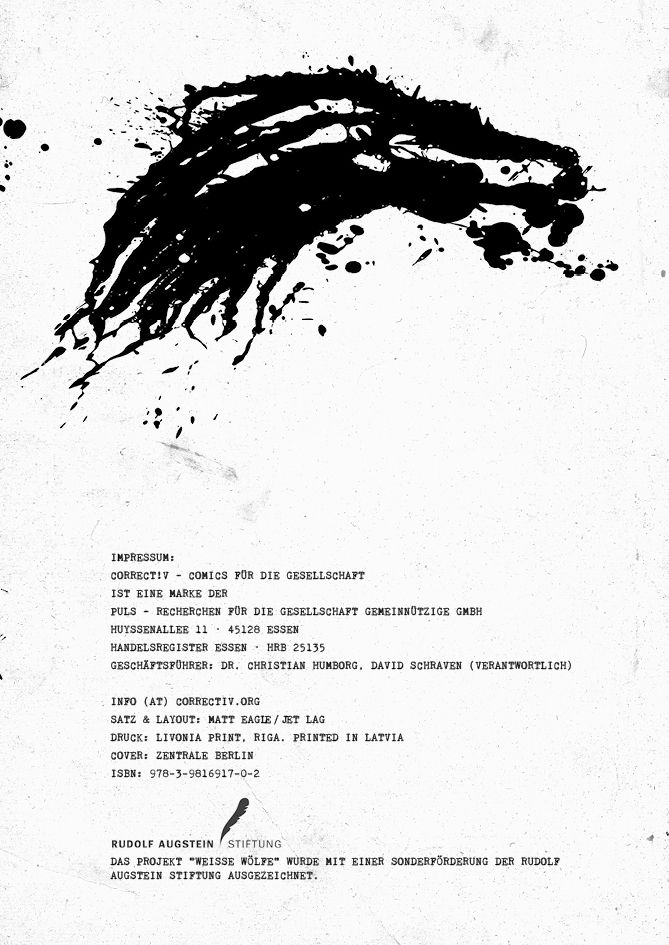 IMPRESSUM:
CORRECT!V - COMICS FÜR DIE GESELLSCHAFT
IST EINE MARKE DER
PULS - RECHERCHEN FÜR DIE GESELLSCHAFT GEMEINNÜTZIGE GMBH
HUYSSENALLEE 11 · 45128 ESSEN
HANDELSREGISTER ESSEN · HRB 25135
GESCHÄFTSFÜHRER: DR. CHRISTIAN HUMBORG, DAVID SCHRAVEN (VERANTWORTLICH)
INFO (AT) CORRECTIV.ORG
SATZ & LAYOUT: MATT EAGLE/JET LAG
DRUCK: LIVONIA PRINT, RIGA. PRINTED IN LATVIA
COVER: ZENTRALE BERLIN
ISBN: 978-3-9816917-0-2
RUDOLF AUGSTEIN STIFTUNG
DAS PROJEKT "WEISSE WÖLFE" WURDE MIT EINER SONDERFÖRDERUNG DER RUDOLF
AUGSTEIN STIFTUNG AUSGEZEICHNET.